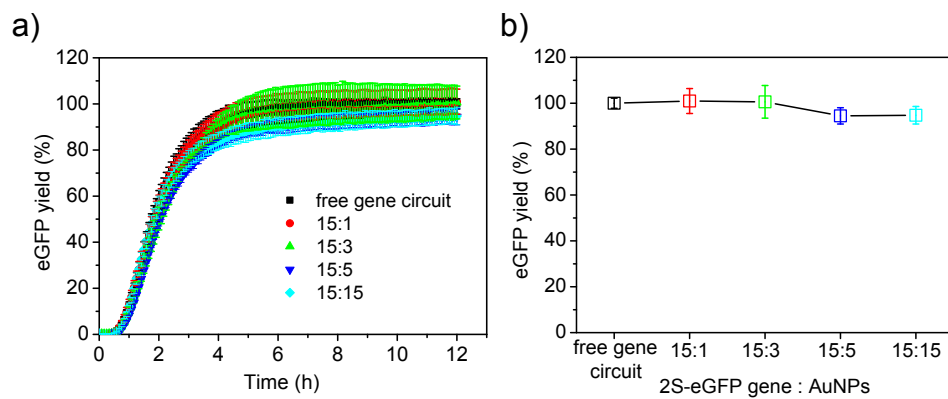 a)
eGFP yield (%)
120
100
80
60
40
20
0
0 2 4 6 8 10 12
Time (h)
free gene circuit
15:1
15:3
15:5
15:15
b)
eGFP yield (%)
120
100
80
60
40
20
0
free gene circuit
15:1 15:3 15:5 15:15
2S-eGFP gene : AuNPs